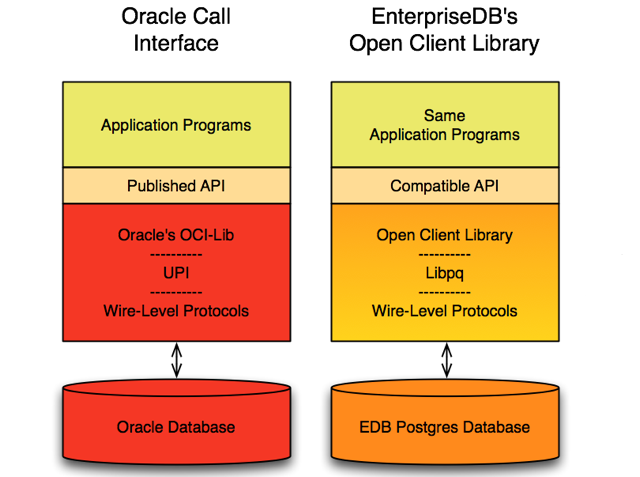 Oracle Call
Interface
Application Programs
Published API
Oracle's OCI-Lib
----------
UPI
----------
Wire-Level Protocols
Oracle Database
EnterpriseDB's
Open Client Library
Same
Application Programs
Compatible API
Open Client Library
----------
Libpq
----------
Wire-Level Protocols
EDB Postgres Database